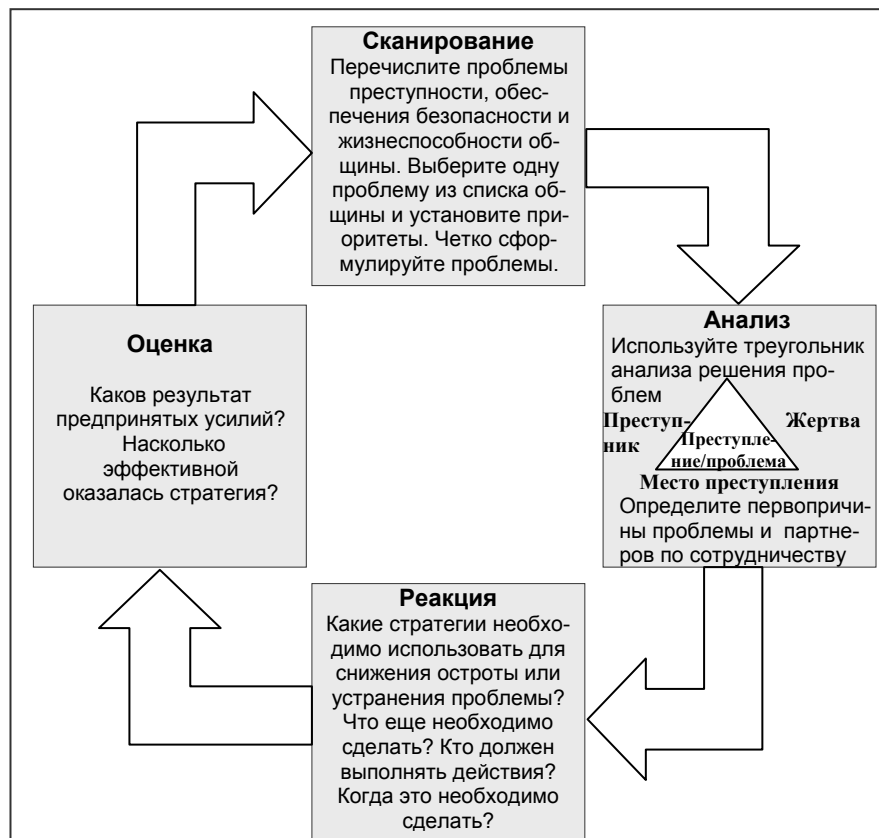 Сканирование
Перечислите проблемы
преступности, обес-
печения безопасности и
жизнеспособности об-
щины. Выберите одну
проблему из списка об-
щины и установите при-
оритеты. Четко сфор-
мулируйте проблемы.
Анализ
Используйте треугольник
анализа решения про-
блем
Преступ-
ник
Жертва
Преступле-
ние/проблема
Место преступления
Определите первопричи-
ны проблемы и партне-
ров по сотрудничеству
Реакция
Какие стратегии необхо-
димо использовать для
снижения остроты или
устранения проблемы?
Что еще необходимо
сделать? Кто должен
выполнять действия?
Когда это необходимо
сделать?
Оценка
Каков результат
предпринятых усилий?
Насколько
эффективной
оказалась стратегия?